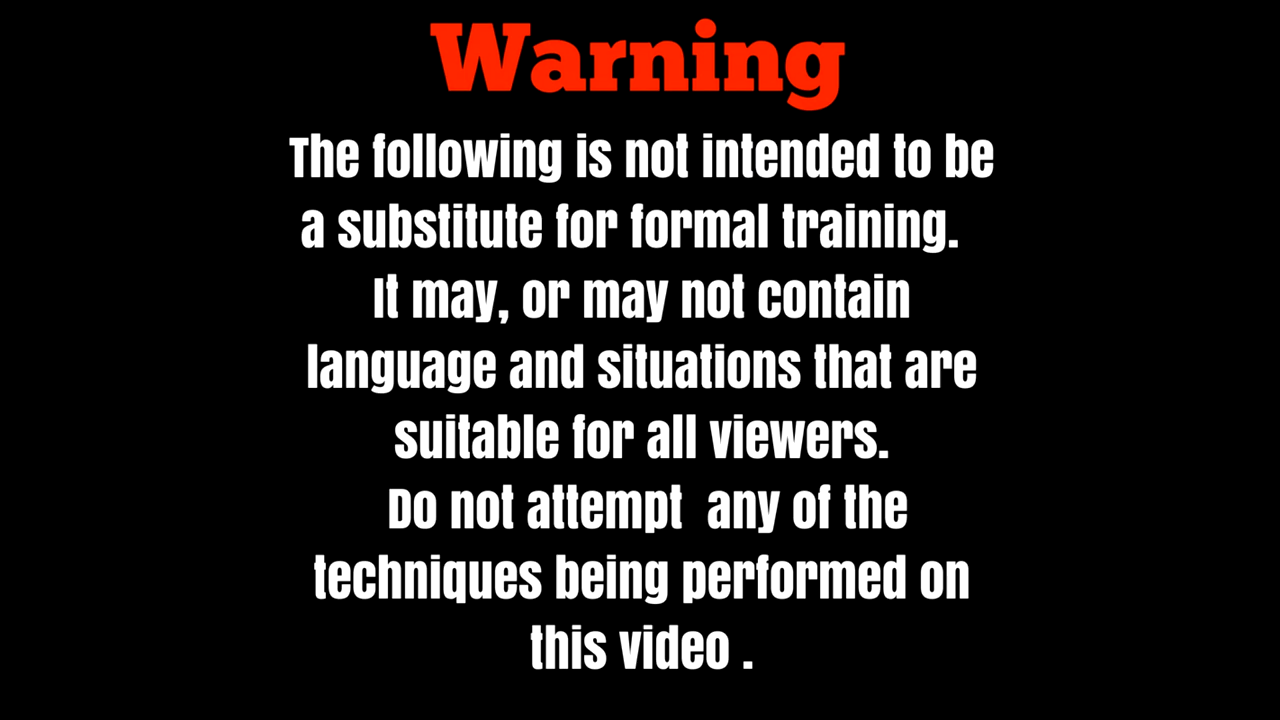 Warning
The following is not intended to be
a substitute for formal training.
It may, or may not contain
language and situations that are
suitable for all viewers.
Do not attempt  any of the
techniques being performed on
this video .